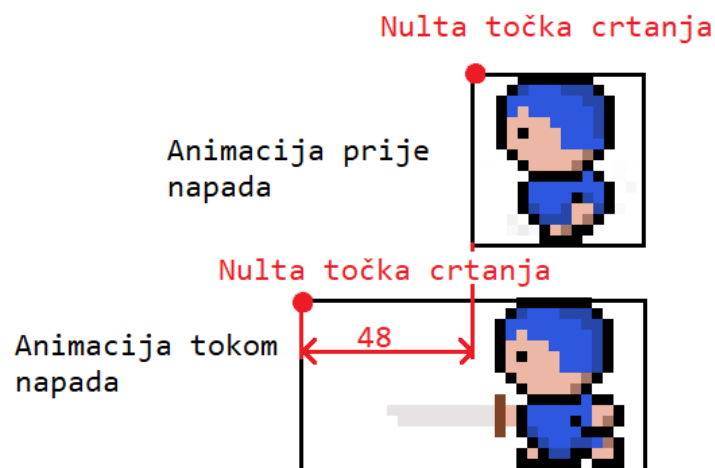 Nulta točka crtanja
Animacija prije
napada
Nulta točka crtanja
48
Animacija tokom
napada